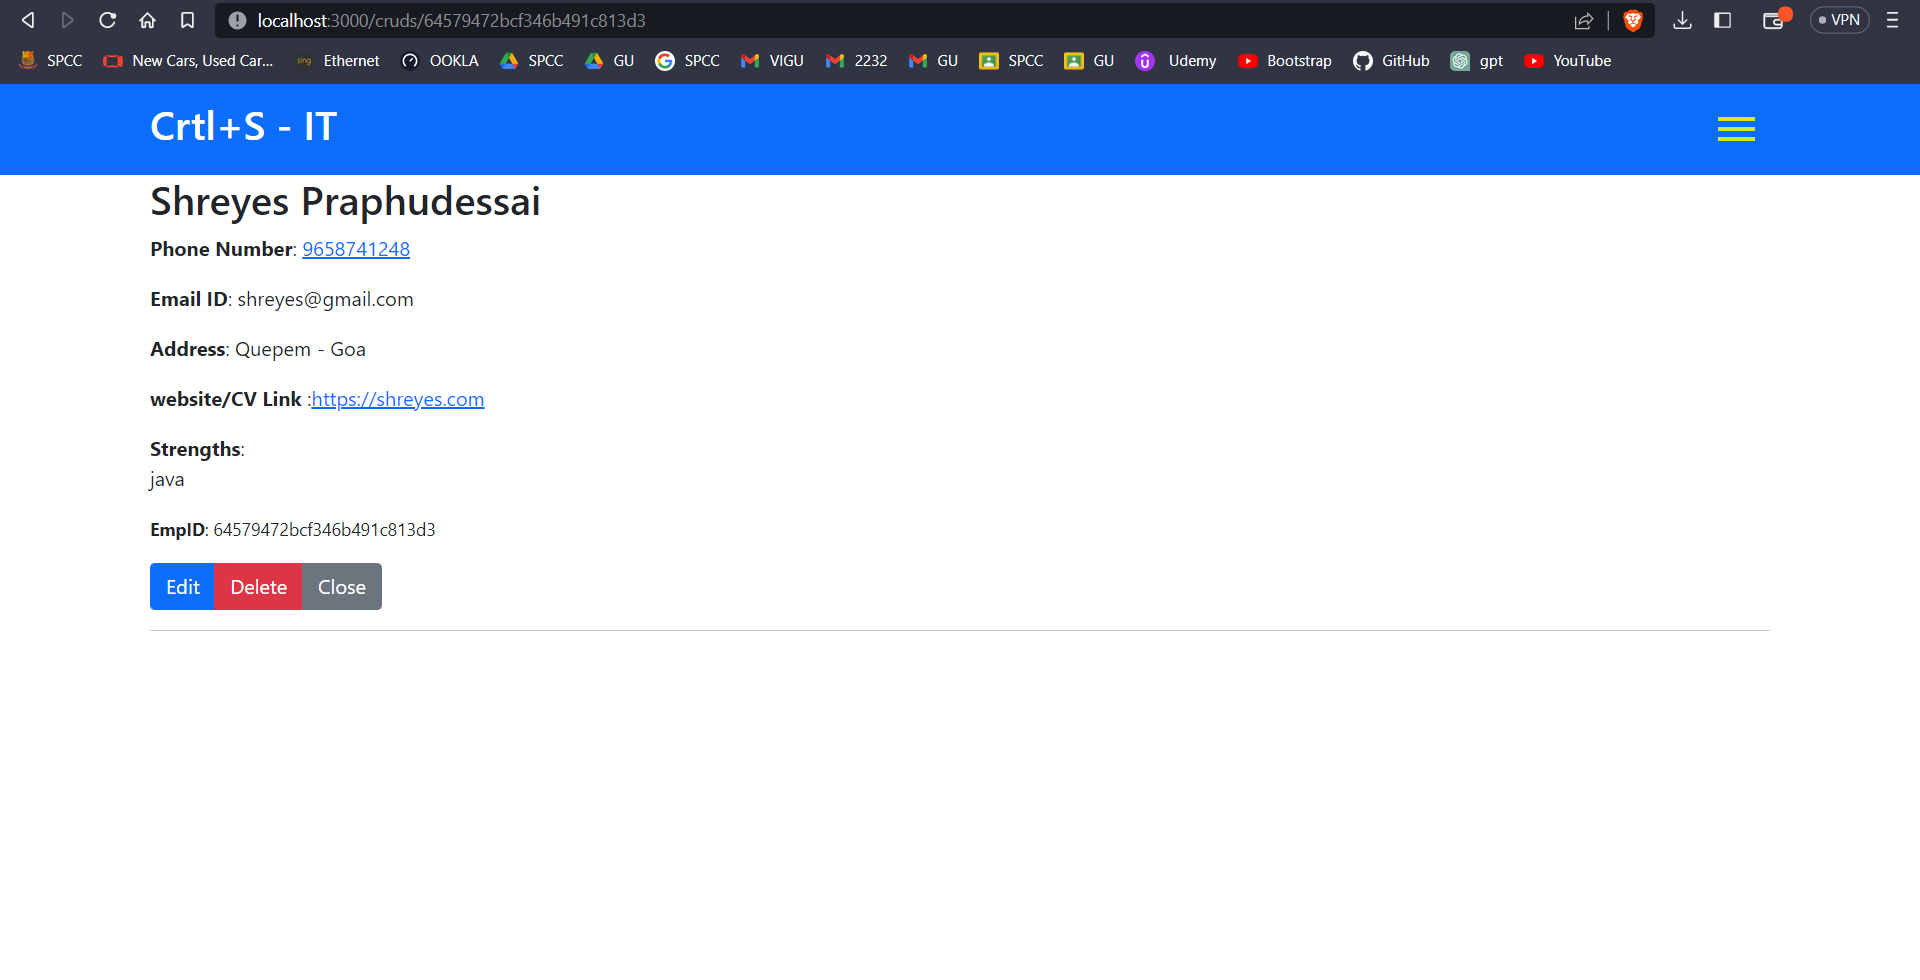 localhost:3000/cruds/64579472bcf346b491c813d3
VPN
SPCC New Cars, Used Car... sing Ethernet OOKLA SPCC GU SPCC VIGU 2232 GU SPCC GU Udemy Bootstrap GitHub gpt YouTube
Crtl+S - IT
Shreyes Praphudessai
Phone Number: 9658741248
Email ID: shreyes@gmail.com
Address: Quepem - Goa
website/CV Link :https://shreyes.com
Strengths:
java
EmpID: 64579472bcf346b491c813d3
Edit Delete Close